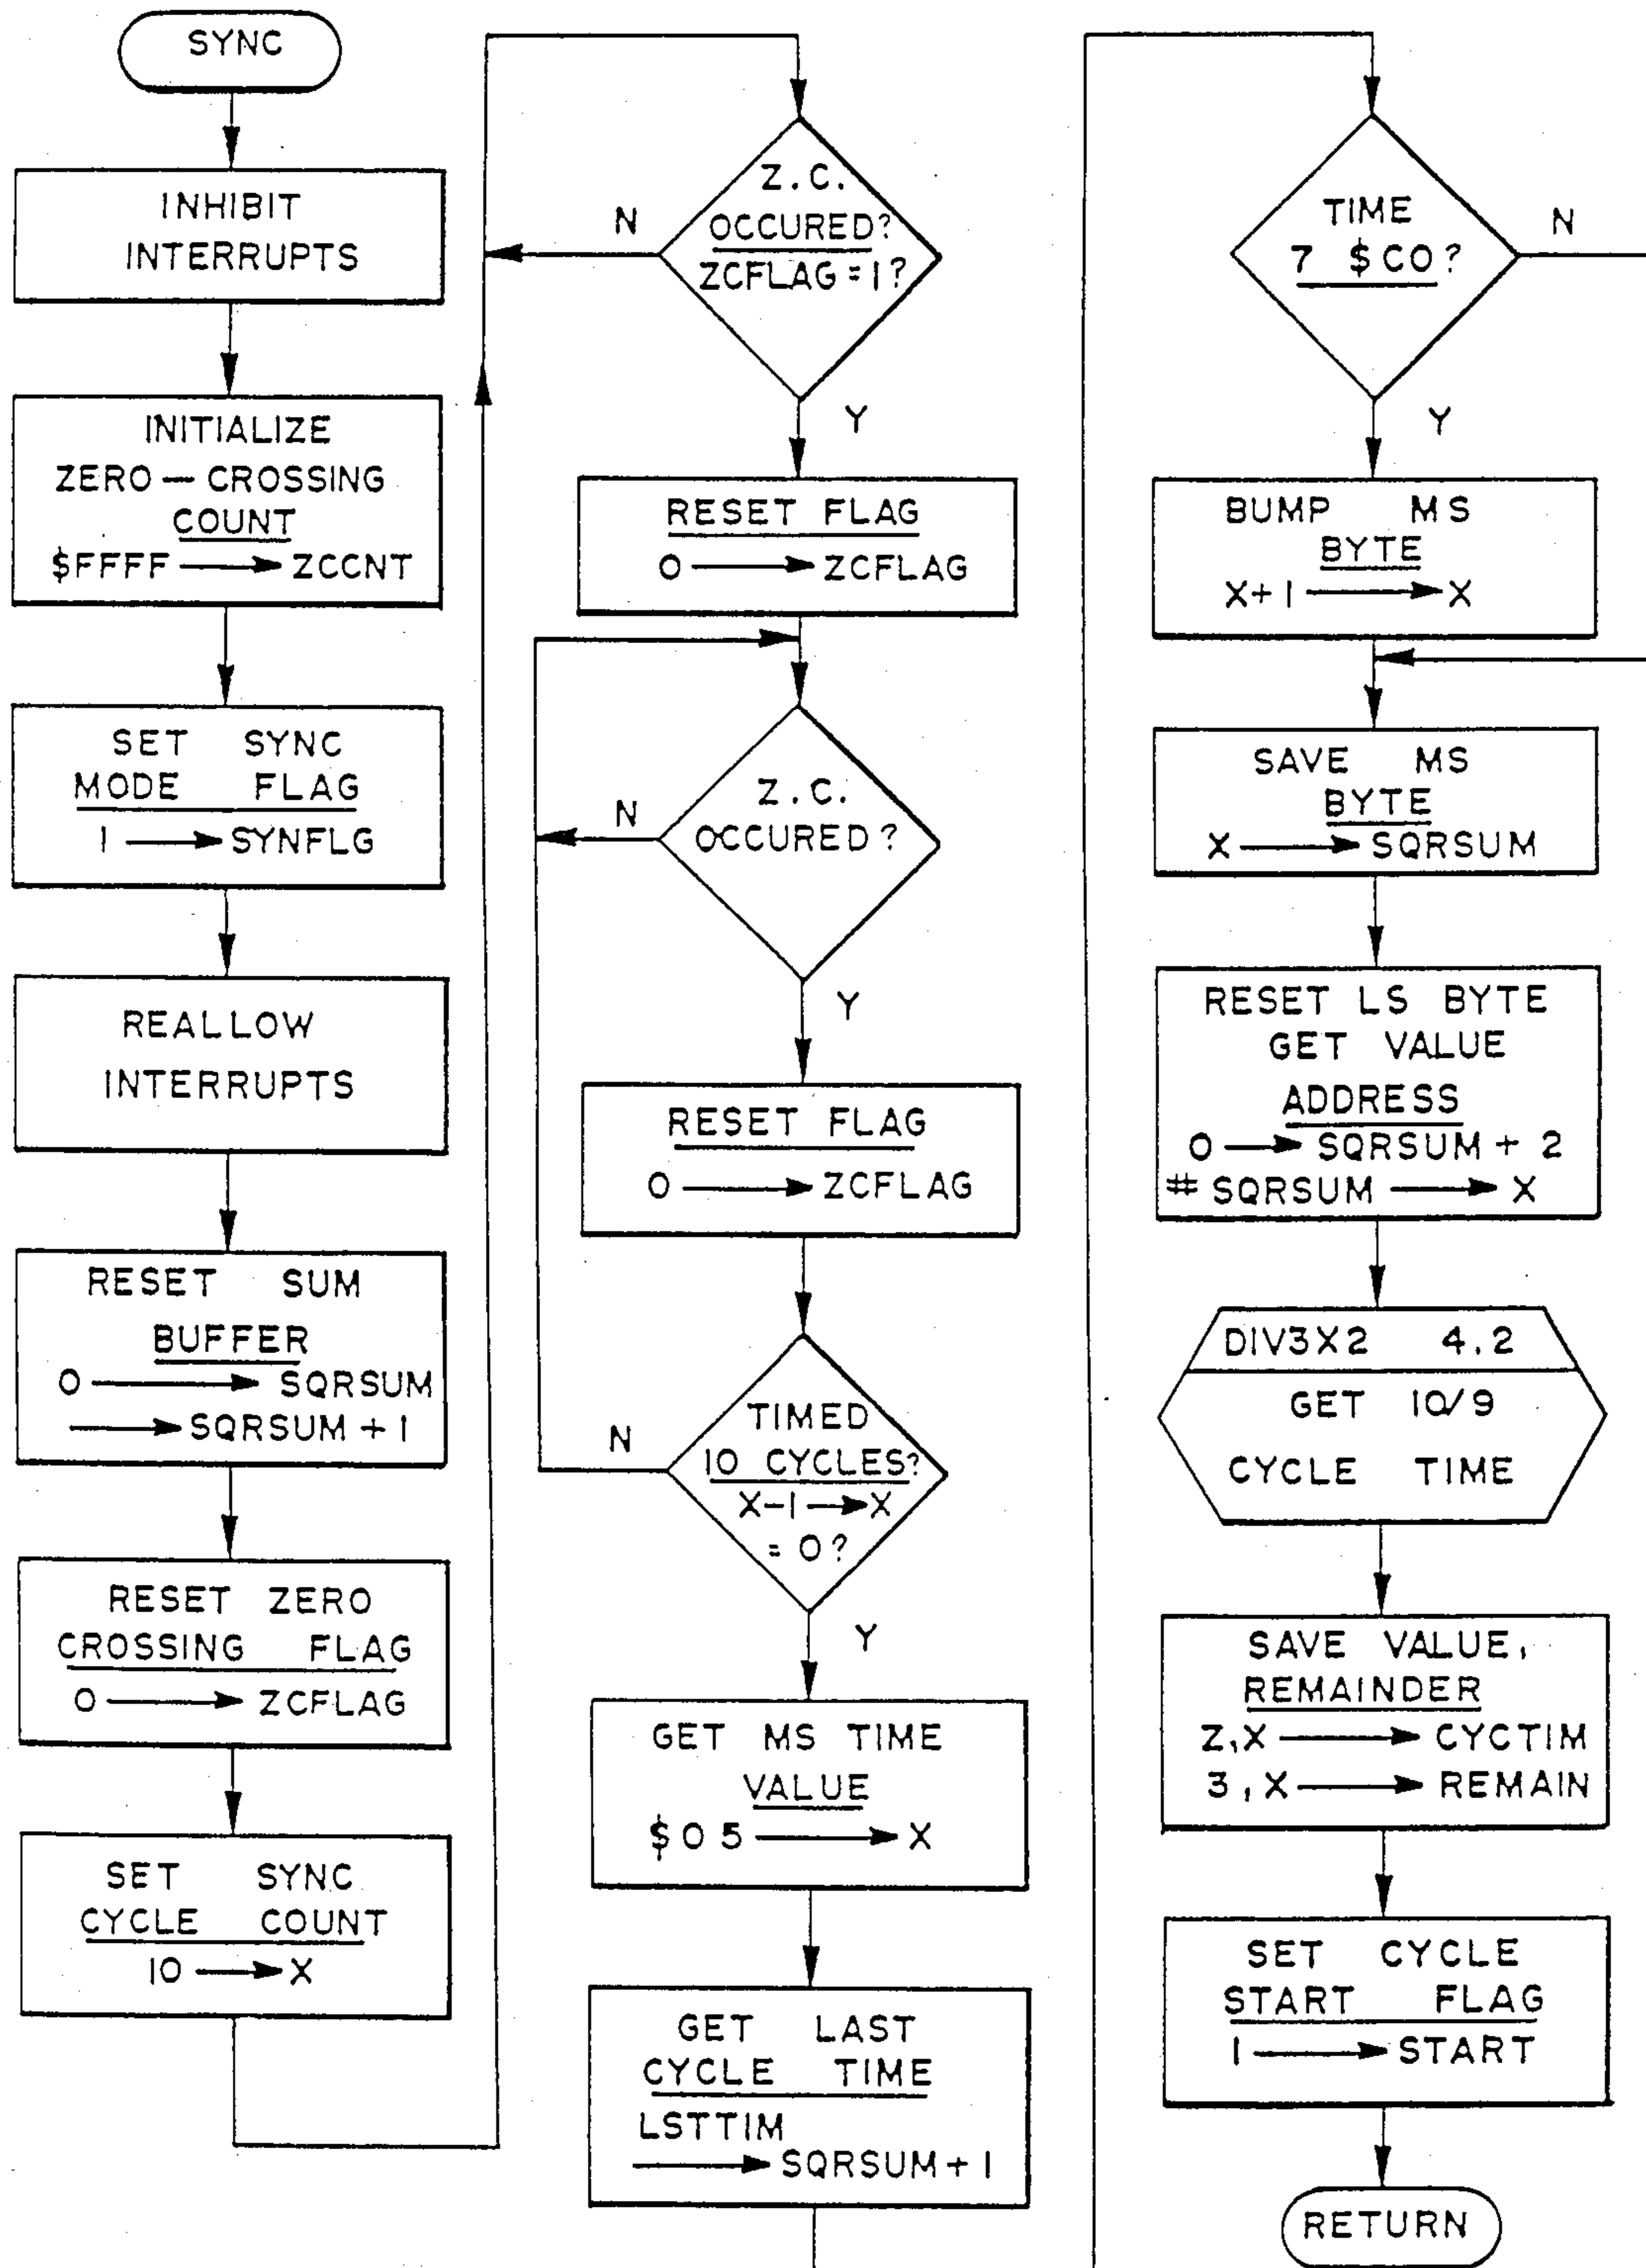 SYNC
INHIBIT
INTERRUPTS
INITIALIZE
ZERO — CROSSING
COUNT
$FFFF → ZCCNT
SET SYNC
MODE FLAG
1 → SYNFLG
REALLOW
INTERRUPTS
RESET SUM
BUFFER
0 → SQRSUM
→ SQRSUM + 1
RESET ZERO
CROSSING FLAG
0 → ZCFLAG
SET SYNC
CYCLE COUNT
10 → X
Z.C.
OCCURED?
ZCFLAG = 1?
N
Y
RESET FLAG
0 → ZCFLAG
Z.C.
OCCURED?
N
Y
RESET FLAG
0 → ZCFLAG
TIMED
10 CYCLES?
X-1 → X
= 0?
N
Y
GET MS TIME
VALUE
$05 → X
GET LAST
CYCLE TIME
LSTTIM
→ SQRSUM + 1
TIME
7 $CO?
N
Y
BUMP MS
BYTE
X+1 → X
SAVE MS
BYTE
X → SQRSUM
RESET LS BYTE
GET VALUE
ADDRESS
0 → SQRSUM + 2
# SQRSUM → X
DIV3X2 4.2
GET 10/9
CYCLE TIME
SAVE VALUE,
REMAINDER
Z,X → CYCTIM
3,X → REMAIN
SET CYCLE
START FLAG
1 → START
RETURN